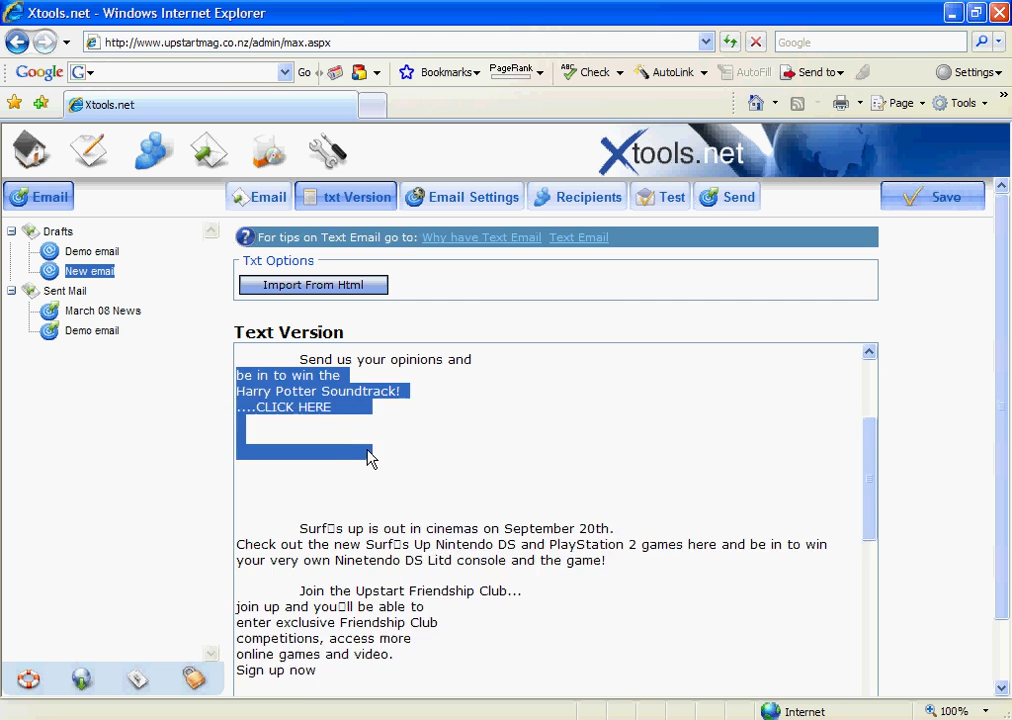 Xtools.net - Windows Internet Explorer
http://www.upstartmag.co.nz/admin/max.aspx
Google
Google
G
Go
Bookmarks
PageRank
ABC
Check
AutoLink
AutoFill
Send to
Settings
Xtools.net
Page
Tools
Xtools.net
Email
Email
txt Version
Email Settings
Recipients
Test
Send
Save
Drafts
Demo email
New email
Sent Mail
March 08 News
Demo email
For tips on Text Email go to: Why have Text Email Text Email
Txt Options
Import From Html
Text Version
Send us your opinions and
be in to win the
Harry Potter Soundtrack!
....CLICK HERE
Surf▯s up is out in cinemas on September 20th.
Check out the new Surf▯s Up Nintendo DS and PlayStation 2 games here and be in to win
your very own Ninetendo DS Litd console and the game!
Join the Upstart Friendship Club...
join up and you▯ll be able to
enter exclusive Friendship Club
competitions, access more
online games and video.
Sign up now
Internet
100%